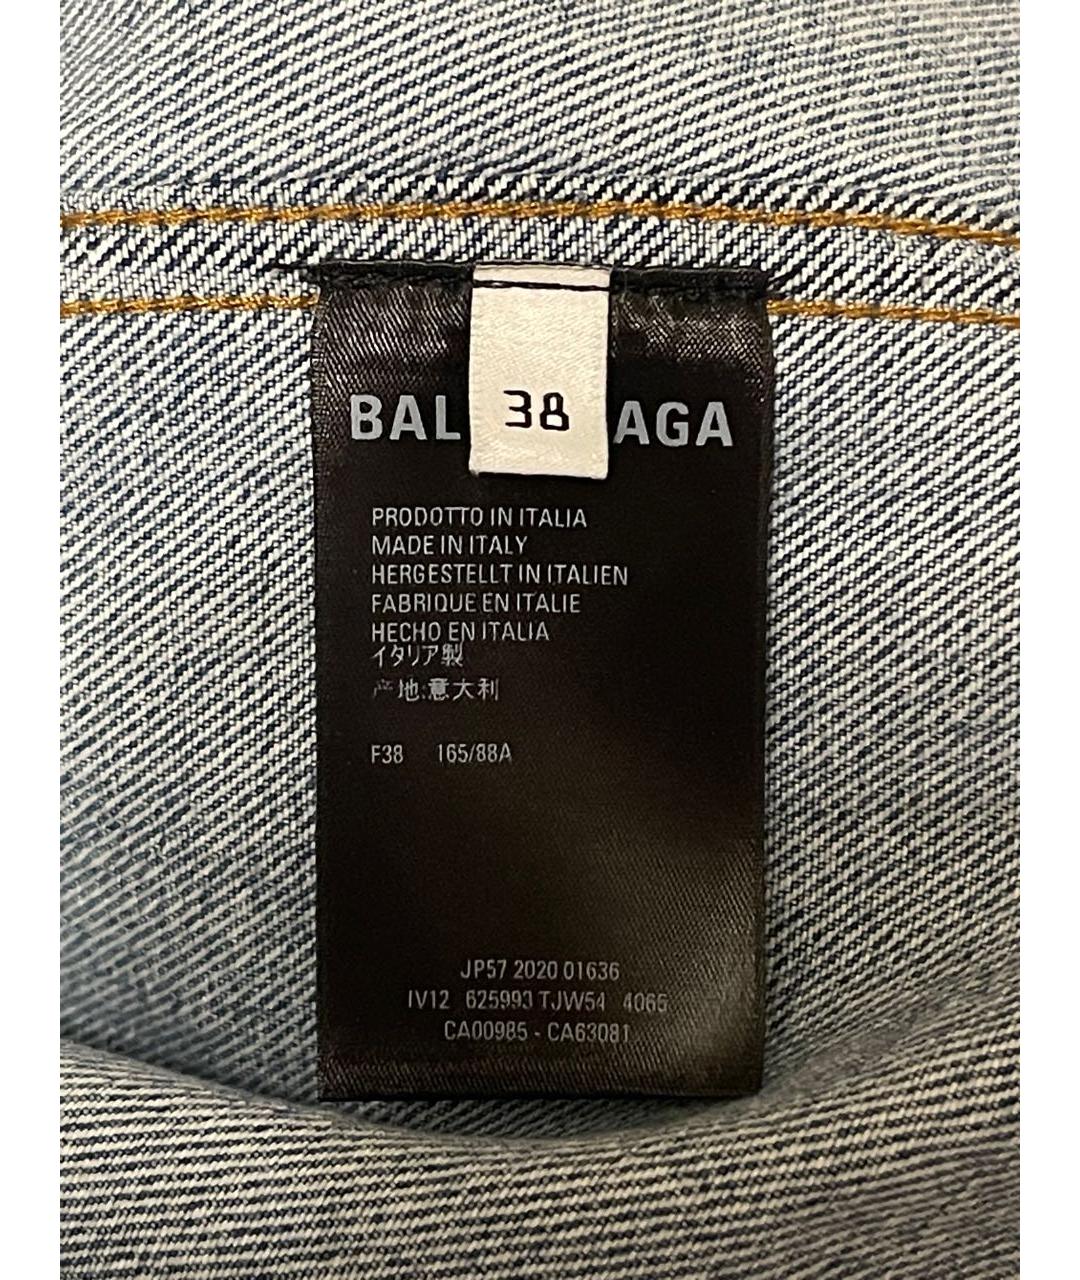 38
BAL AGA
PRODOTTO IN ITALIA
MADE IN ITALY
HERGESTELLT IN ITALIEN
FABRIQUE EN ITALIE
HECHO EN ITALIA
イタリア製
产地:意大利
F38 165/88A
JP57 2020 01636
IV12 625993 TJW54 4065
CA00985 - CA63081